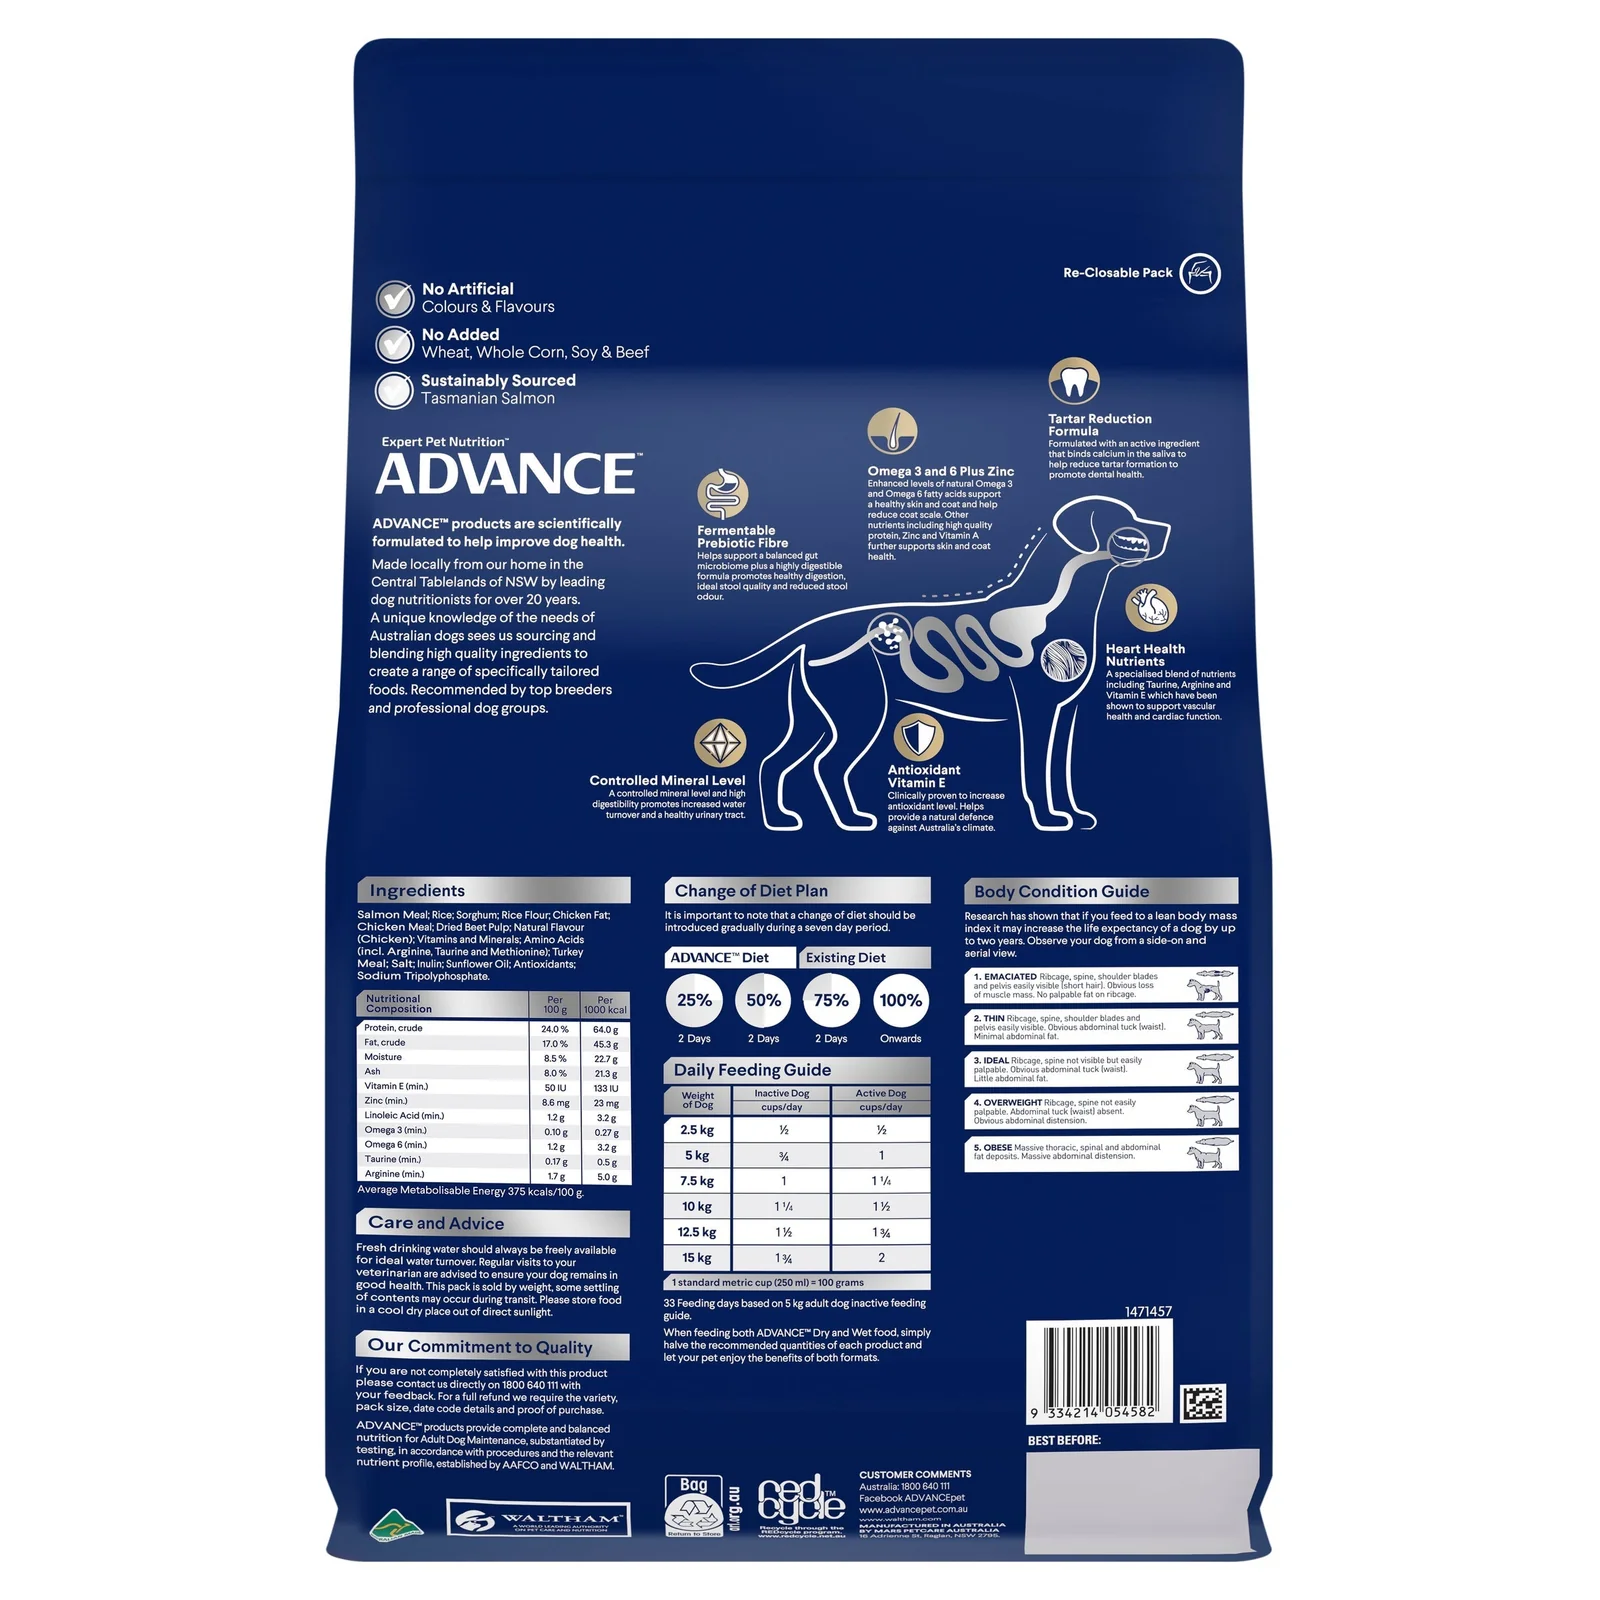 Re-Closable Pack
No Artificial
Colours & Flavours
No Added
Wheat, Whole Corn, Soy & Beef
Sustainably Sourced
Tasmanian Salmon
Expert Pet Nutrition™
ADVANCE™
ADVANCE™ products are scientifically
formulated to help improve dog health.
Made locally from our home in the
Central Tablelands of NSW by leading
dog nutritionists for over 20 years.
A unique knowledge of the needs of
Australian dogs sees us sourcing and
blending high quality ingredients to
create a range of specifically tailored
foods. Recommended by top breeders
and professional dog groups.
Fermentable
Prebiotic Fibre
Helps support a balanced gut
microbiome plus a highly digestible
formula promotes healthy digestion,
ideal stool quality and reduced stool
odour.
Omega 3 and 6 Plus Zinc
Enhanced levels of natural Omega 3
and Omega 6 fatty acids support
a healthy skin and coat and help
reduce coat scale. Other
nutrients including high quality
protein, Zinc and Vitamin A
further supports skin and coat
health.
Tartar Reduction
Formula
Formulated with an active ingredient
that binds calcium in the saliva to
help reduce tartar formation to
promote dental health.
Heart Health
Nutrients
A specialised blend of nutrients
including Taurine, Arginine and
Vitamin E which have been
shown to support vascular
health and cardiac function.
Controlled Mineral Level
A controlled mineral level and high
digestibility promotes increased water
turnover and a healthy urinary tract.
Antioxidant
Vitamin E
Clinically proven to increase
antioxidant level. Helps
provide a natural defence
against Australia's climate.
Ingredients
Salmon Meal; Rice; Sorghum; Rice Flour; Chicken Fat;
Chicken Meal; Dried Beet Pulp; Natural Flavour
(Chicken); Vitamins and Minerals; Amino Acids
(incl. Arginine, Taurine and Methionine); Turkey
Meal; Salt; Inulin; Sunflower Oil; Antioxidants;
Sodium Tripolyphosphate.
Nutritional Composition Per 100 g Per 1000 kcal
Protein, crude 24.0 % 64.0 g
Fat, crude 17.0 % 45.3 g
Moisture 8.5 % 22.7 g
Ash 8.0 % 21.3 g
Vitamin E (min.) 50 IU 133 IU
Zinc (min.) 8.6 mg 23 mg
Linoleic Acid (min.) 1.2 g 3.2 g
Omega 3 (min.) 0.10 g 0.27 g
Omega 6 (min.) 1.2 g 3.2 g
Taurine (min.) 0.17 g 0.5 g
Arginine (min.) 1.7 g 5.0 g
Average Metabolisable Energy 375 kcals/100 g.
Care and Advice
Fresh drinking water should always be freely available
for ideal water turnover. Regular visits to your
veterinarian are advised to ensure your dog remains in
good health. This pack is sold by weight, some settling
of contents may occur during transit. Please store food
in a cool dry place out of direct sunlight.
Our Commitment to Quality
If you are not completely satisfied with this product
please contact us directly on 1800 640 111 with
your feedback. For a full refund we require the variety,
pack size, date code details and proof of purchase.
ADVANCE™ products provide complete and balanced
nutrition for Adult Dog Maintenance, substantiated by
testing, in accordance with procedures and the relevant
nutrient profile, established by AAFCO and WALTHAM.
WALTHAM™
A WORLD LEADING AUTHORITY
ON PET CARE AND NUTRITION
Change of Diet Plan
It is important to note that a change of diet should be
introduced gradually during a seven day period.
ADVANCE™ Diet Existing Diet
25% 50% 75% 100%
2 Days 2 Days 2 Days Onwards
Daily Feeding Guide
Weight of Dog Inactive Dog cups/day Active Dog cups/day
2.5 kg ½ ½
5 kg ¾ 1
7.5 kg 1 1 ¼
10 kg 1 ¼ 1 ½
12.5 kg 1 ½ 1 ¾
15 kg 1 ¾ 2
1 standard metric cup (250 ml) = 100 grams
33 Feeding days based on 5 kg adult dog inactive feeding
guide.
When feeding both ADVANCE™ Dry and Wet food, simply
halve the recommended quantities of each product and
let your pet enjoy the benefits of both formats.
Bag
Return to Store
arl.org.au
red
cycle™
Recycle through the
REDcycle program.
www.redcycle.net.au
CUSTOMER COMMENTS
Australia: 1800 640 111
Facebook ADVANCEpet
www.advancepet.com.au
www.waltham.com
MANUFACTURED IN AUSTRALIA
BY MARS PETCARE AUSTRALIA
16 Adrienne St, Raglan, NSW 2795.
Body Condition Guide
Research has shown that if you feed to a lean body mass
index it may increase the life expectancy of a dog by up
to two years. Observe your dog from a side-on and
aerial view.
1. EMACIATED Ribcage, spine, shoulder blades
and pelvis easily visible (short hair). Obvious loss
of muscle mass. No palpable fat on ribcage.
2. THIN Ribcage, spine, shoulder blades and
pelvis easily visible. Obvious abdominal tuck (waist).
Minimal abdominal fat.
3. IDEAL Ribcage, spine not visible but easily
palpable. Obvious abdominal tuck (waist).
Little abdominal fat.
4. OVERWEIGHT Ribcage, spine not easily
palpable. Abdominal tuck (waist) absent.
Obvious abdominal distension.
5. OBESE Massive thoracic, spinal and abdominal
fat deposits. Massive abdominal distension.
1471457
9 334214 054582
BEST BEFORE: